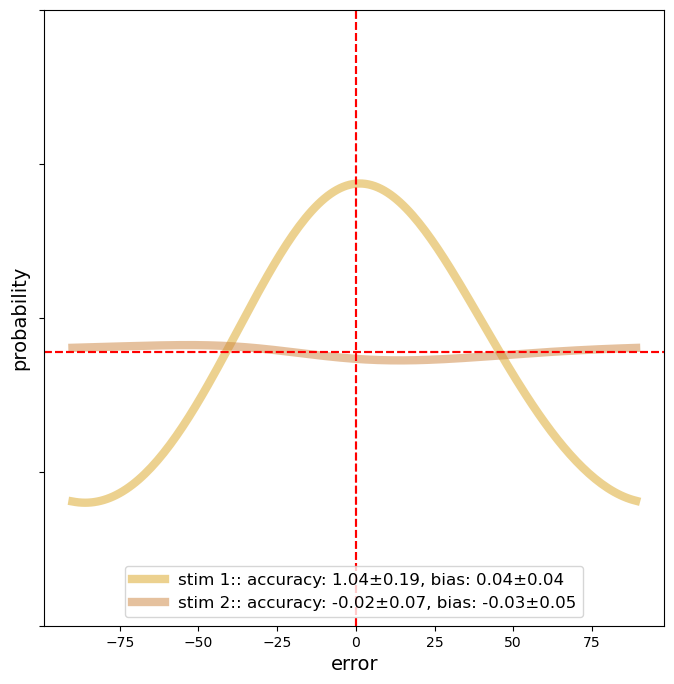 probability
−75 −50 −25 0 25 50 75
error
stim 1:: accuracy: 1.04±0.19, bias: 0.04±0.04
stim 2:: accuracy: -0.02±0.07, bias: -0.03±0.05